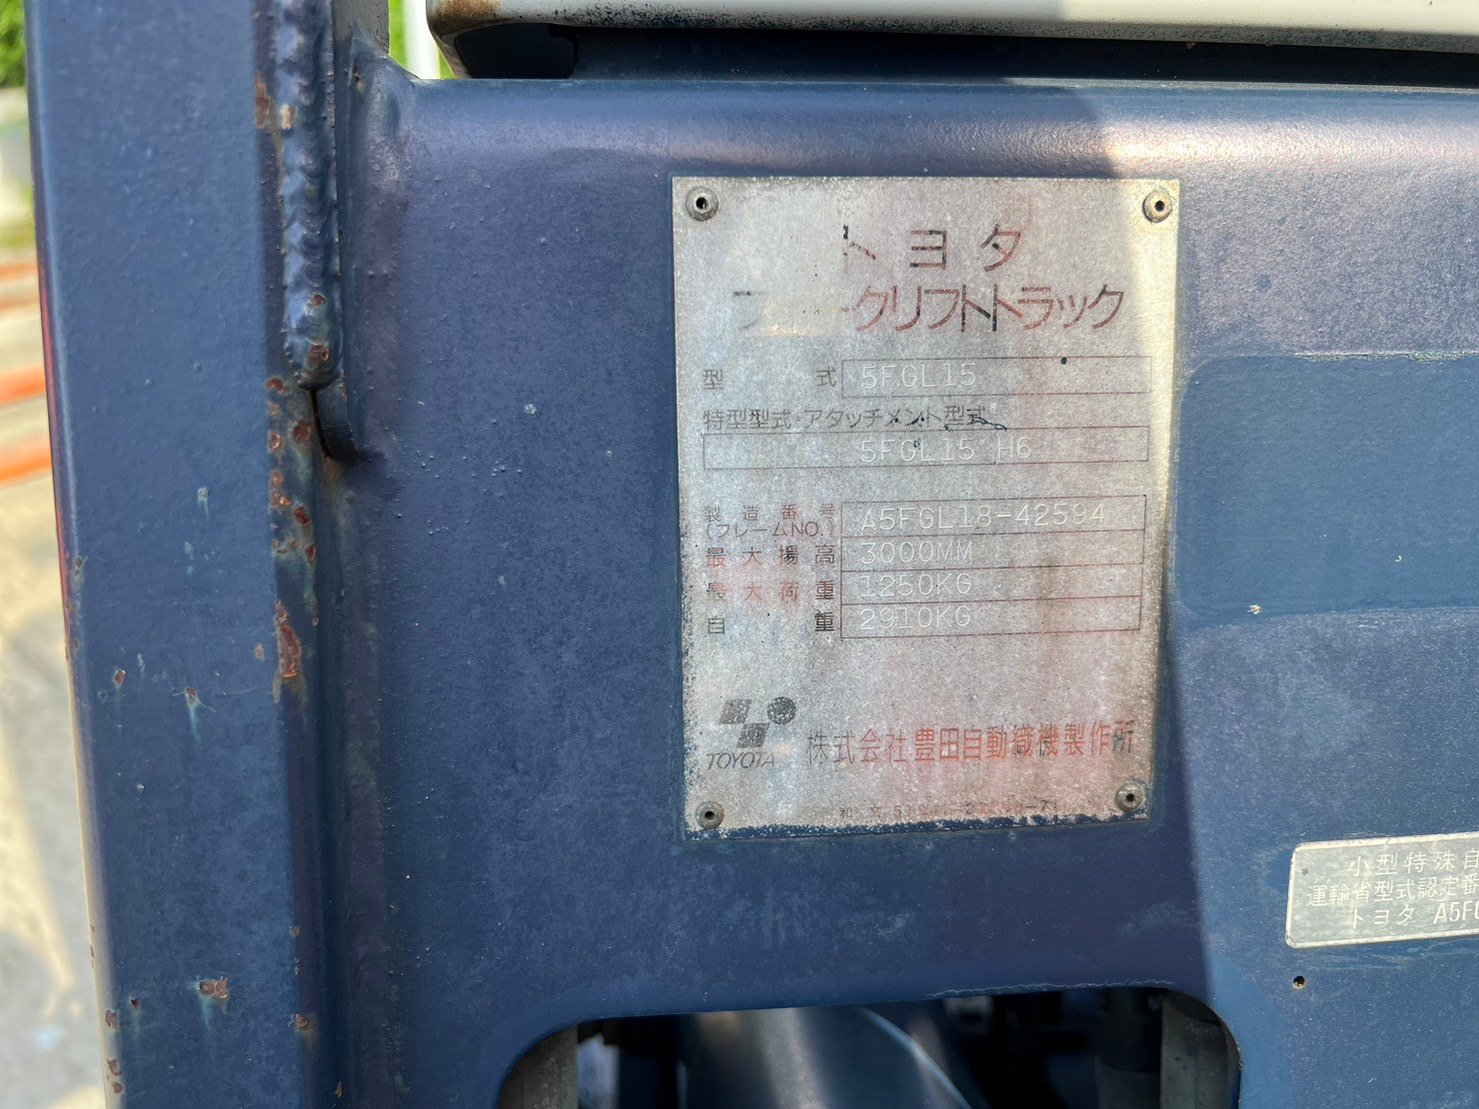 トヨタ
フォークリフトトラック
型式 5FGL15
特型型式・アタッチメント型式
5FGL15 H6
製造番号 A5FGL18-42594
(フレームNO.)
最大揚高 3000MM
最大荷重 1250KG
自重 2910KG
TOYOTA 株式会社豊田自動織機製作所
小型特殊自
運輸省型式認定番
トヨタ A5F